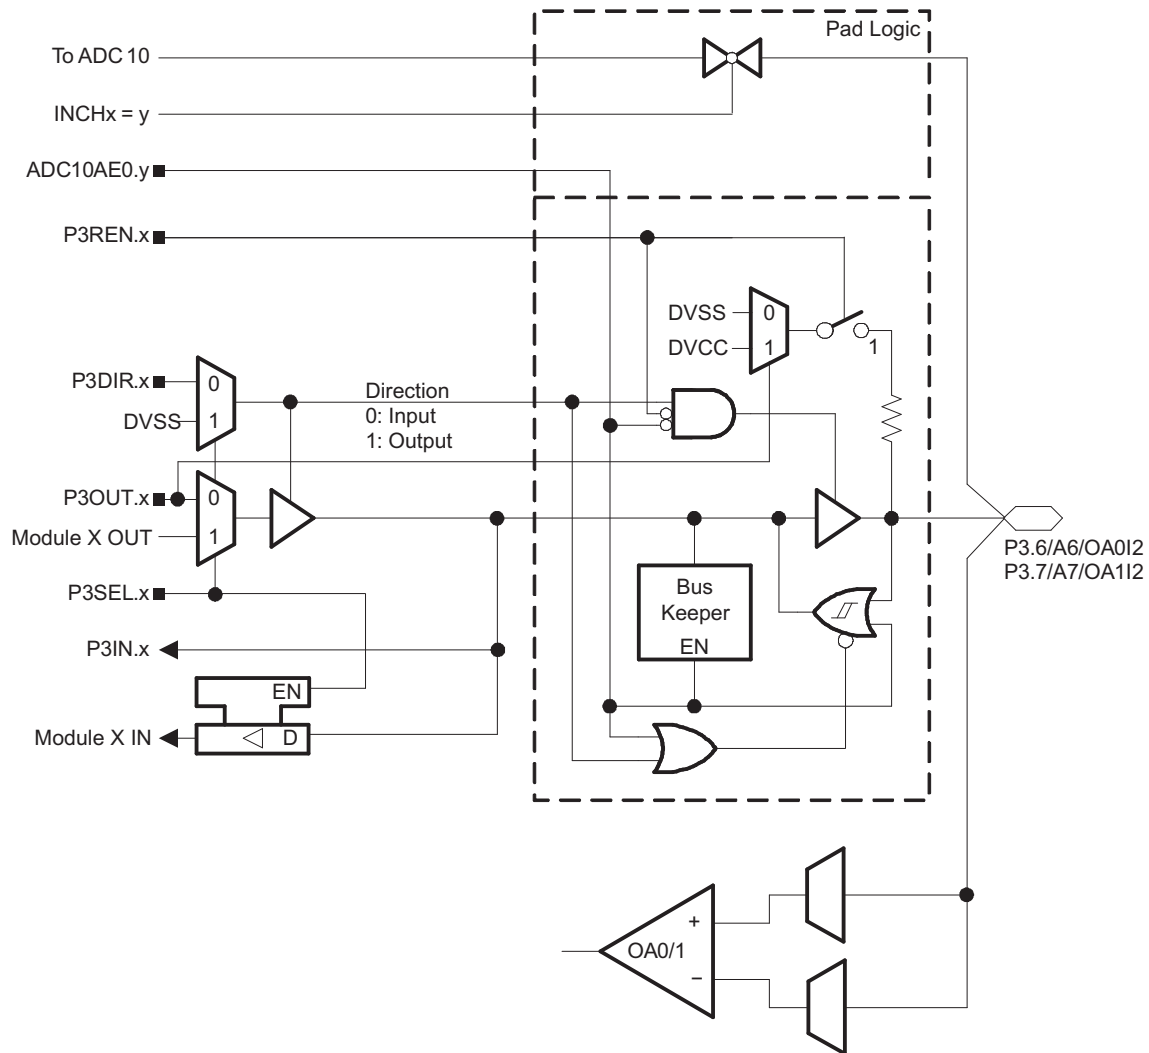 Pad Logic
To ADC 10
INCHx = y
ADC10AE0.y
P3REN.x
DVSS
0
DVCC
1
1
P3DIR.x
0
DVSS
1
Direction
0: Input
1: Output
P3OUT.x
0
Module X OUT
1
P3SEL.x
P3IN.x
EN
Module X IN
D
Bus
Keeper
EN
P3.6/A6/OA0I2
P3.7/A7/OA1I2
+
OA0/1
−